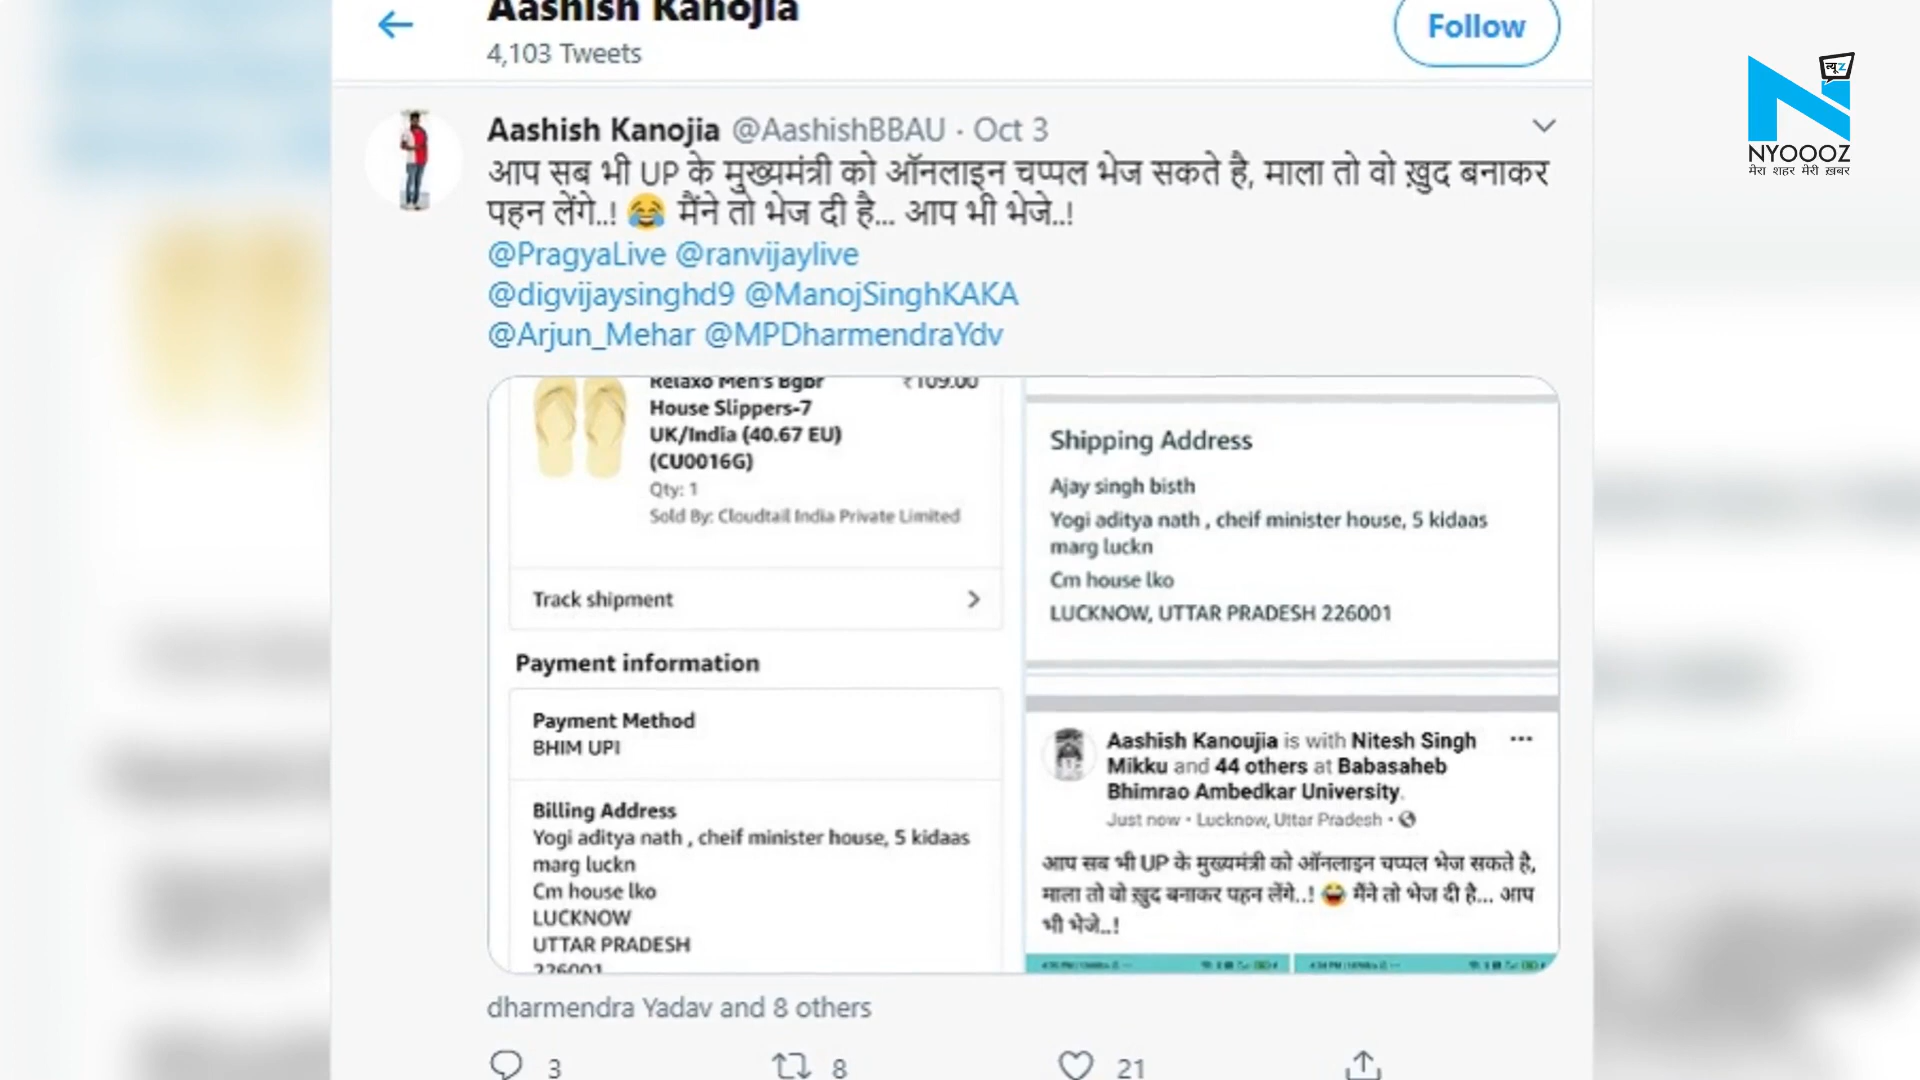 Aashish Kanojia
4,103 Tweets
Follow
न्यूz
NYOOOZ
मेरा शहर मेरी ख़बर
Aashish Kanojia @AashishBBAU · Oct 3
आप सब भी UP के मुख्यमंत्री को ऑनलाइन चप्पल भेज सकते है, माला तो वो ख़ुद बनाकर
पहन लेंगे..! 😂 मैंने तो भेज दी है... आप भी भेजे..!
@PragyaLive @ranvijaylive
@digvijaysinghd9 @ManojSinghKAKA
@Arjun_Mehar @MPDharmendraYdv
Relaxo Men's Bgbr ₹109.00
House Slippers-7
UK/India (40.67 EU)
(CU0016G)
Qty: 1
Sold By: Cloudtail India Private Limited
Track shipment
Payment information
Payment Method
BHIM UPI
Billing Address
Yogi aditya nath , cheif minister house, 5 kidaas
marg luckn
Cm house lko
LUCKNOW
UTTAR PRADESH
226001
Shipping Address
Ajay singh bisth
Yogi aditya nath , cheif minister house, 5 kidaas
marg luckn
Cm house lko
LUCKNOW, UTTAR PRADESH 226001
Aashish Kanoujia is with Nitesh Singh
Mikku and 44 others at Babasaheb
Bhimrao Ambedkar University.
Just now · Lucknow, Uttar Pradesh ·
आप सब भी UP के मुख्यमंत्री को ऑनलाइन चप्पल भेज सकते है,
माला तो वो ख़ुद बनाकर पहन लेंगे..! 😂 मैंने तो भेज दी है... आप
भी भेजे..!
dharmendra Yadav and 8 others
3 8 21